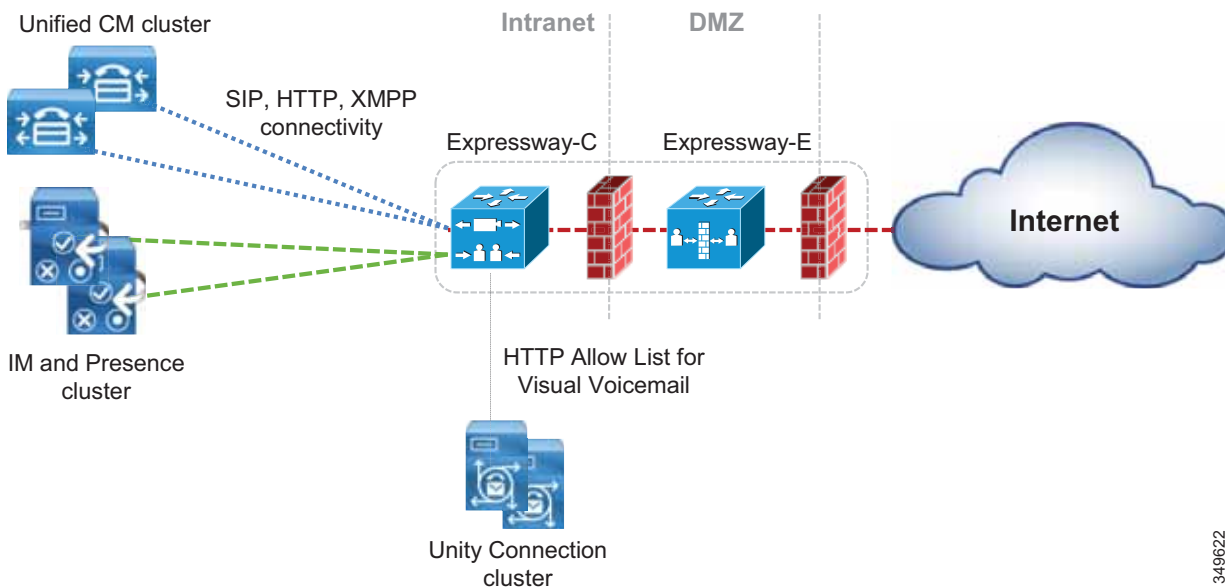 Unified CM cluster
Intranet
DMZ
SIP, HTTP, XMPP
connectivity
Expressway-C
Expressway-E
Internet
IM and Presence
cluster
HTTP Allow List for
Visual Voicemail
Unity Connection
cluster
349622